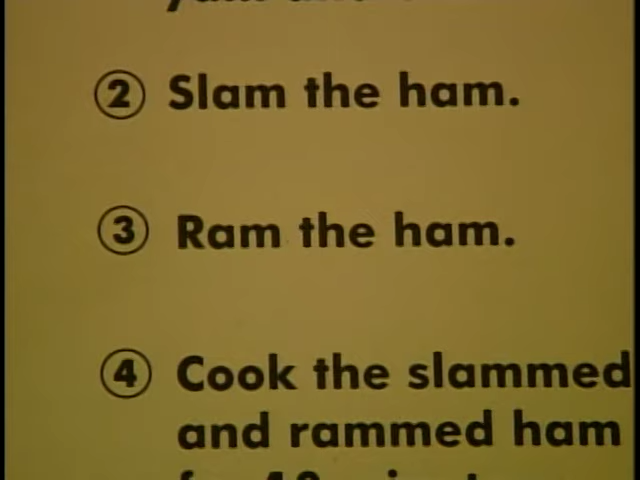 2 Slam the ham.
3 Ram the ham.
4 Cook the slammed
and rammed ham